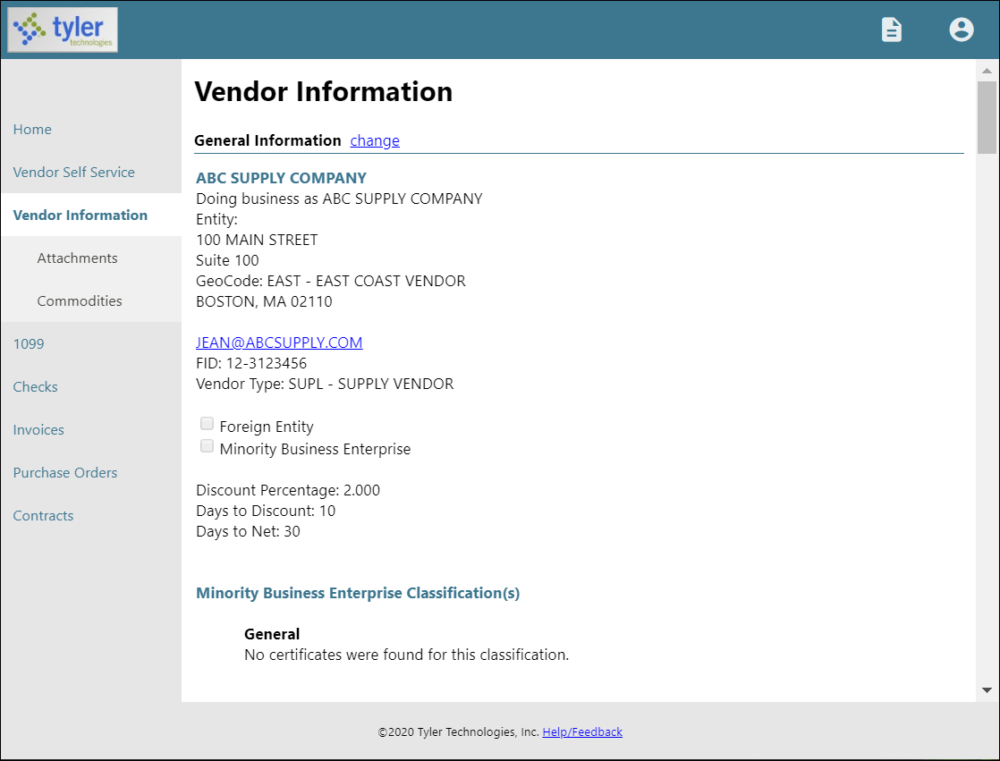 tyler
technologies
Home
Vendor Self Service
Vendor Information
Attachments
Commodities
1099
Checks
Invoices
Purchase Orders
Contracts
Vendor Information
General Information change
ABC SUPPLY COMPANY
Doing business as ABC SUPPLY COMPANY
Entity:
100 MAIN STREET
Suite 100
GeoCode: EAST - EAST COAST VENDOR
BOSTON, MA 02110
JEAN@ABCSUPPLY.COM
FID: 12-3123456
Vendor Type: SUPL - SUPPLY VENDOR
Foreign Entity
Minority Business Enterprise
Discount Percentage: 2.000
Days to Discount: 10
Days to Net: 30
Minority Business Enterprise Classification(s)
General
No certificates were found for this classification.
©2020 Tyler Technologies, Inc. Help/Feedback